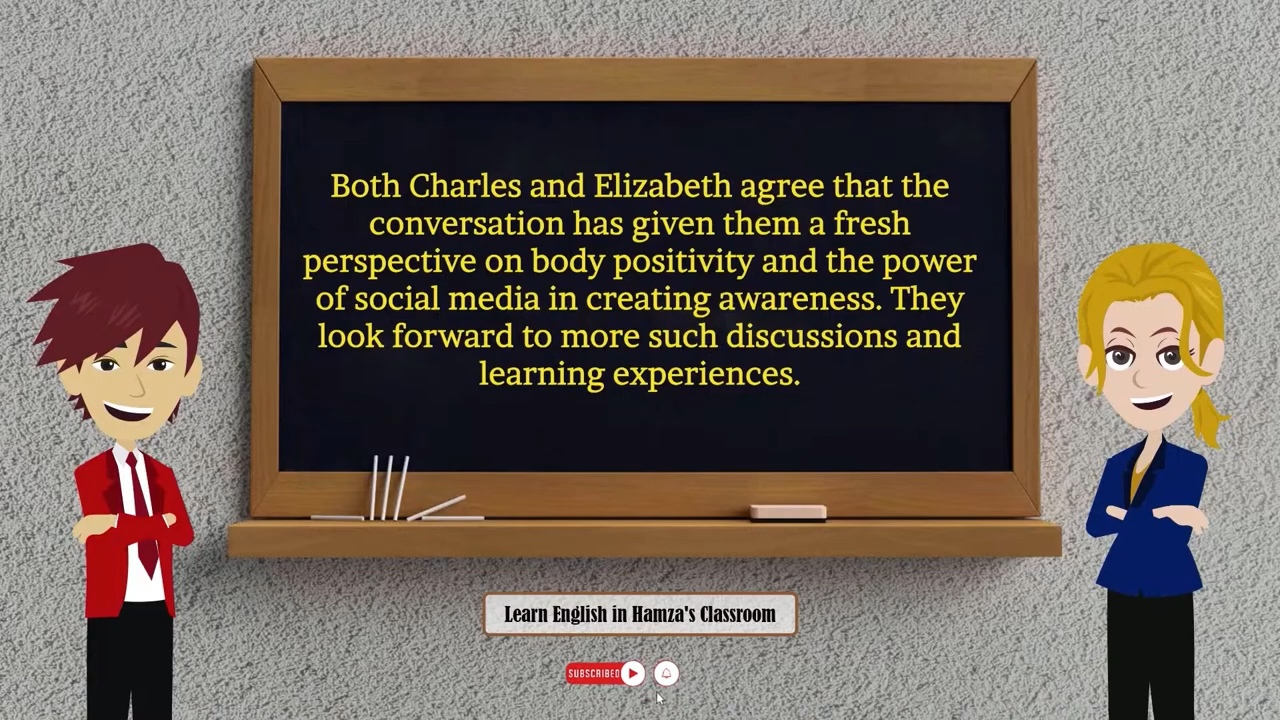 Both Charles and Elizabeth agree that the
conversation has given them a fresh
perspective on body positivity and the power
of social media in creating awareness. They
look forward to more such discussions and
learning experiences.
Learn English in Hamza's Classroom
SUBSCRIBED